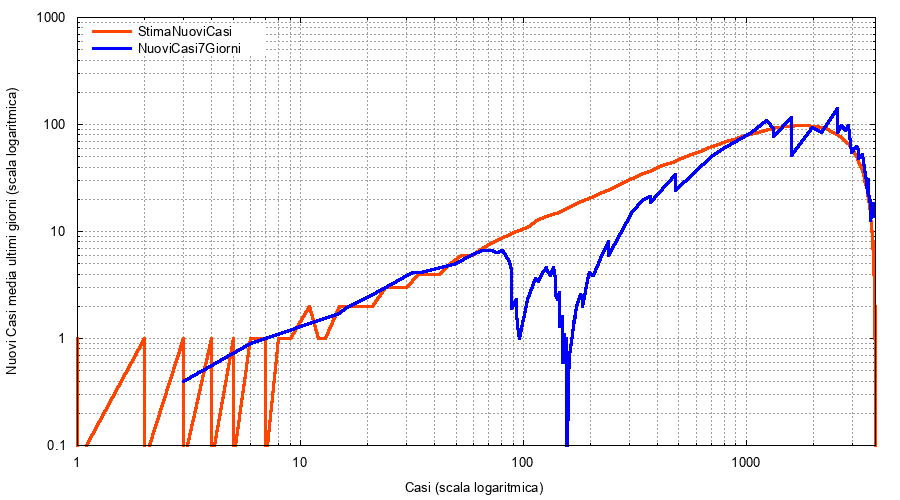 1000
100
10
1
0.1
1
10
100
1000
StimaNuoviCasi
NuoviCasi7Giorni
Nuovi Casi media ultimi giorni (scala logaritmica)
Casi (scala logaritmica)